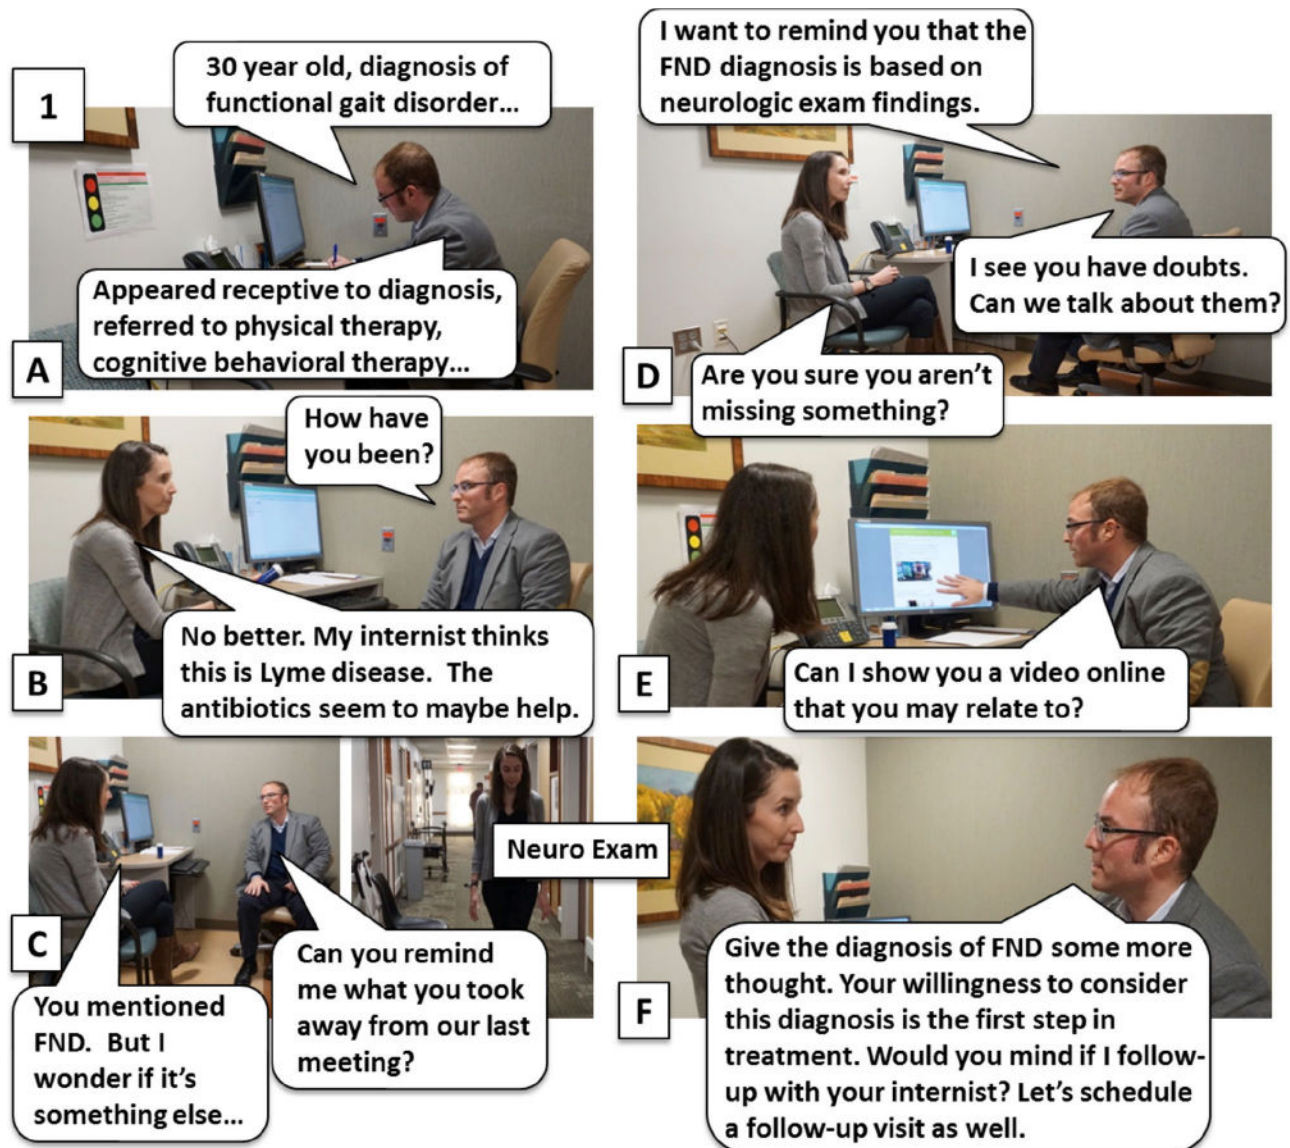 1
30 year old, diagnosis of
functional gait disorder...
Appeared receptive to diagnosis,
referred to physical therapy,
cognitive behavioral therapy...
A
How have
you been?
No better. My internist thinks
this is Lyme disease.  The
antibiotics seem to maybe help.
B
Can you remind
me what you took
away from our last
meeting?
You mentioned
FND.  But I
wonder if it's
something else...
C
Neuro Exam
I want to remind you that the
FND diagnosis is based on
neurologic exam findings.
I see you have doubts.
Can we talk about them?
Are you sure you aren't
missing something?
D
Can I show you a video online
that you may relate to?
E
Give the diagnosis of FND some more
thought. Your willingness to consider
this diagnosis is the first step in
treatment. Would you mind if I follow-
up with your internist? Let's schedule
a follow-up visit as well.
F